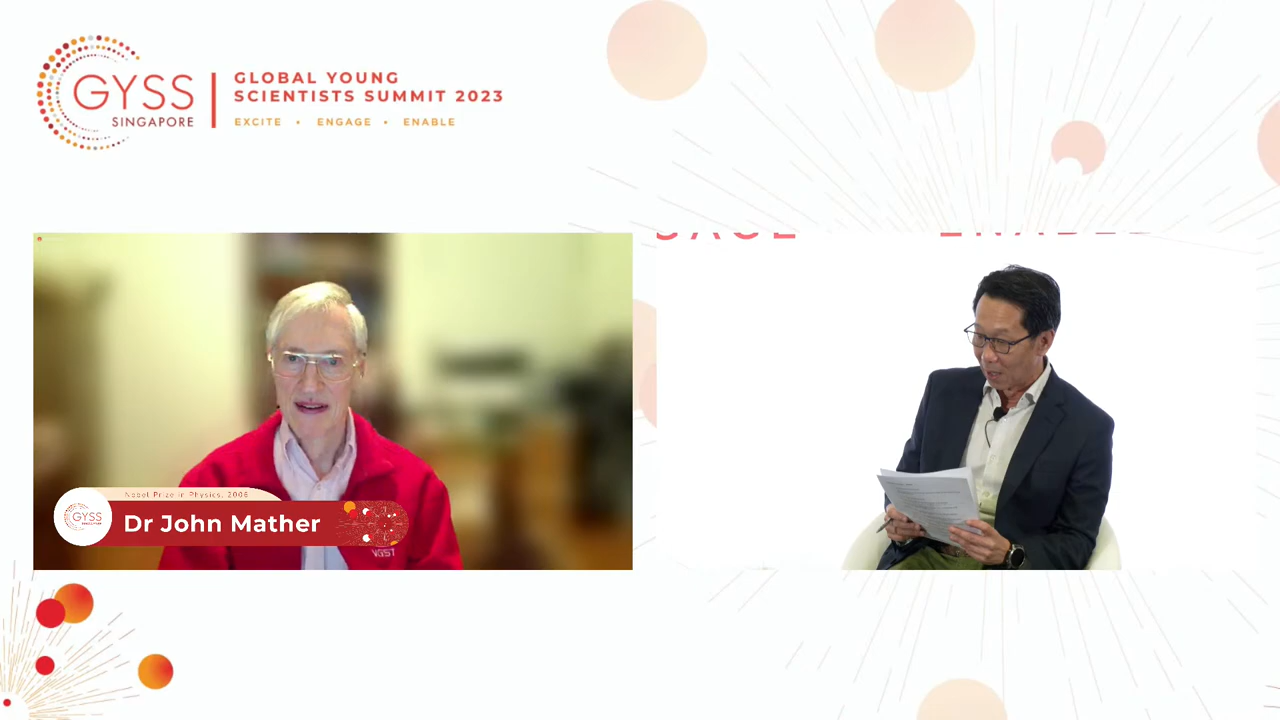 GYSS
SINGAPORE
GLOBAL YOUNG
SCIENTISTS SUMMIT 2023
EXCITE • ENGAGE • ENABLE
Nobel Prize in Physics, 2006
GYSS
SINGAPORE
Dr John Mather